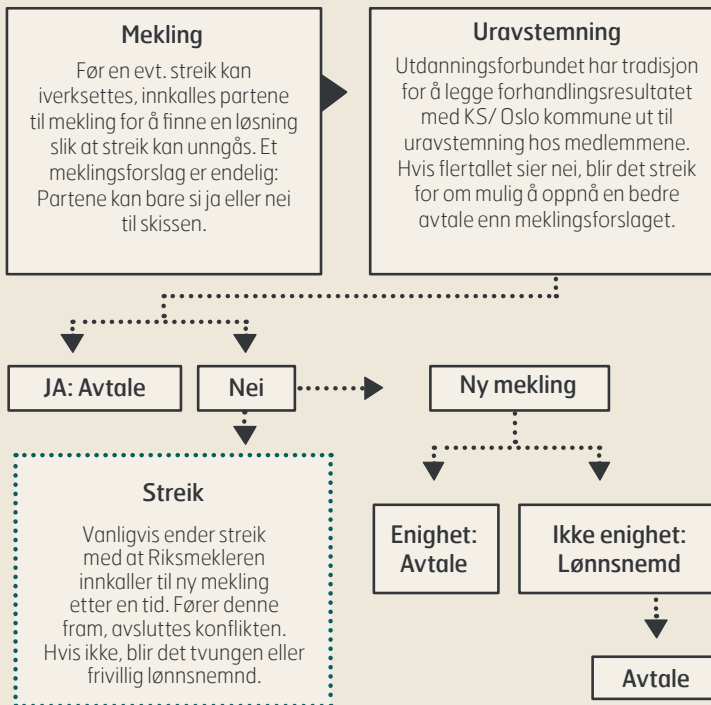 Mekling
Før en evt. streik kan
iverksettes, innkalles partene
til mekling for å finne en løsning
slik at streik kan unngås. Et
meklingsforslag er endelig:
Partene kan bare si ja eller nei
til skissen.
Uravstemning
Utdanningsforbundet har tradisjon
for å legge forhandlingsresultatet
med KS/ Oslo kommune ut til
uravstemning hos medlemmene.
Hvis flertallet sier nei, blir det streik
for om mulig å oppnå en bedre
avtale enn meklingsforslaget.
JA: Avtale
Nei
Ny mekling
Streik
Vanligvis ender streik
med at Riksmekleren
innkaller til ny mekling
etter en tid. Fører denne
fram, avsluttes konflikten.
Hvis ikke, blir det tvungen eller
frivillig lønnsnemnd.
Enighet:
Avtale
Ikke enighet:
Lønnsnemd
Avtale